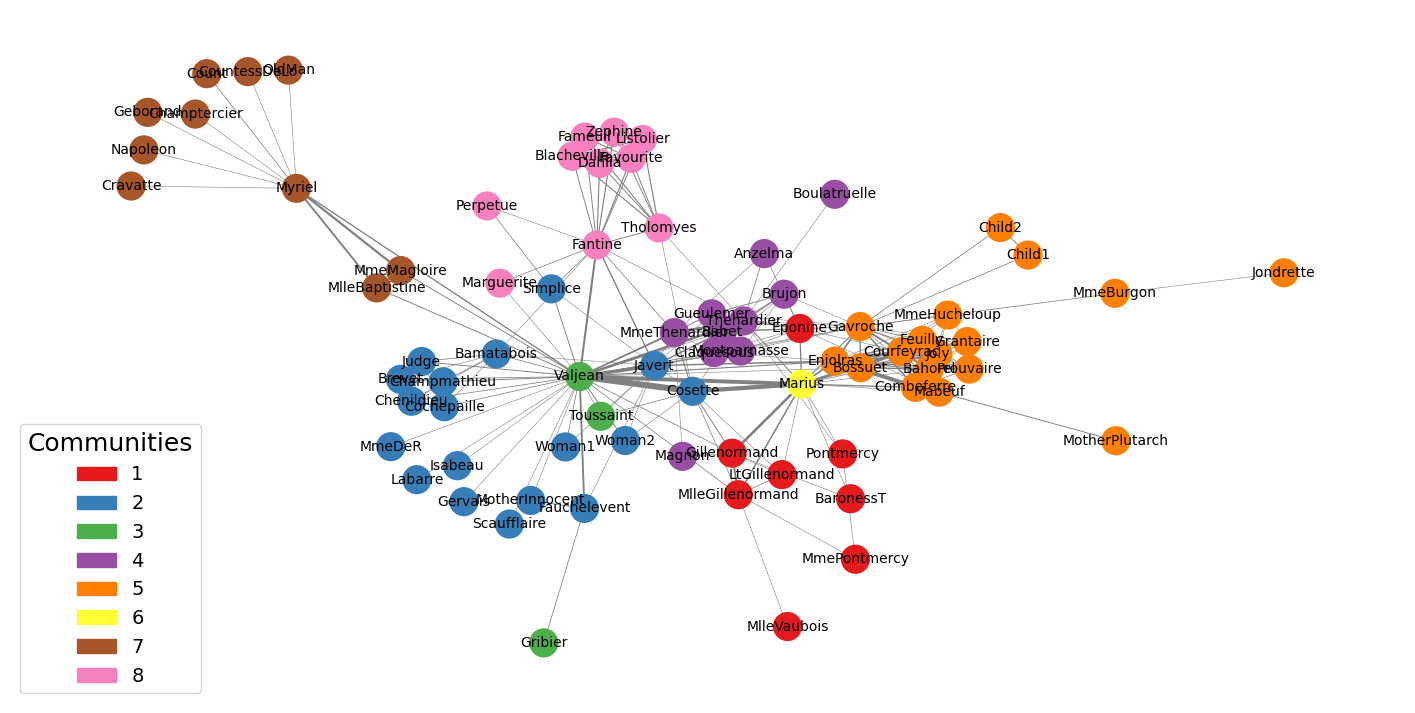 Count
CountessDeLo
OldMan
Geborand
Champtercier
Napoleon
Cravatte
Myriel
MmeMagloire
MlleBaptistine
Fameuil
Zephine
Listolier
Blacheville
Dahlia
Favourite
Perpetue
Tholomyes
Fantine
Marguerite
Simplice
Boulatruelle
Anzelma
Brujon
Gueulemer
Thenardier
MmeThenardier
Babet
Claquesous
Montparnasse
Eponine
Child2
Child1
Jondrette
MmeBurgon
MmeHucheloup
Gavroche
Feuilly
Grantaire
Courfeyrac
Joly
Enjolras
Bossuet
Bahorel
Prouvaire
Combeferre
Mabeuf
MotherPlutarch
Judge
Bamatabois
Brevet
Champmathieu
Chenildieu
Cochepaille
Valjean
Javert
Cosette
Marius
Toussaint
MmeDeR
Woman1
Woman2
Isabeau
Labarre
Gervais
MotherInnocent
Scaufflaire
Fauchelevent
Magnon
Gillenormand
LtGillenormand
MlleGillenormand
Pontmercy
BaronessT
MmePontmercy
MlleVaubois
Gribier
Communities
1
2
3
4
5
6
7
8